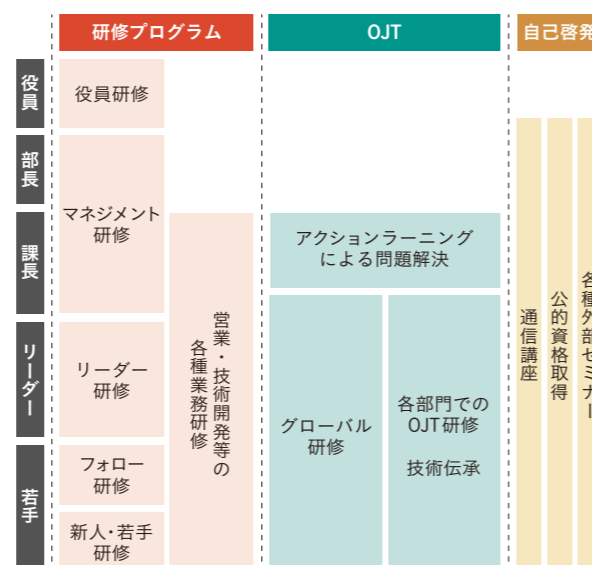 研修プログラム
OJT
自己啓発
役員
部長
課長
リーダー
若手
役員研修
マネジメント
研修
リーダー
研修
フォロー
研修
新人・若手
研修
営業・技術開発等の
各種業務研修
アクションラーニング
による問題解決
グローバル
研修
各部門での
OJT研修
技術伝承
通信講座
公的資格取得
各種外部セミナー